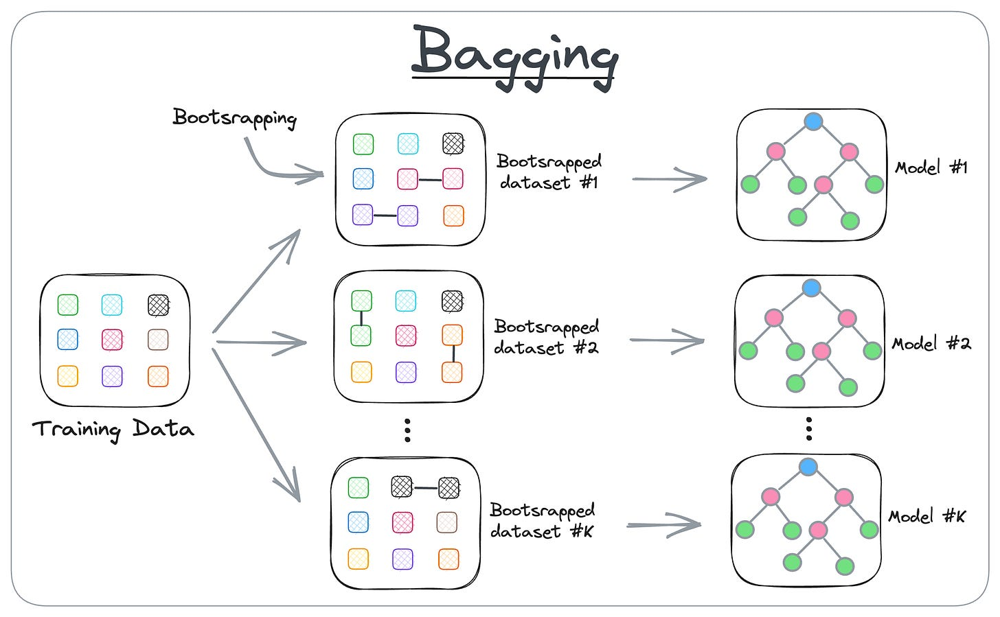 Bagging
Bootsrapping
Bootsrapped
dataset #1
Model #1
Bootsrapped
dataset #2
Model #2
Training Data
Bootsrapped
dataset #K
Model #K